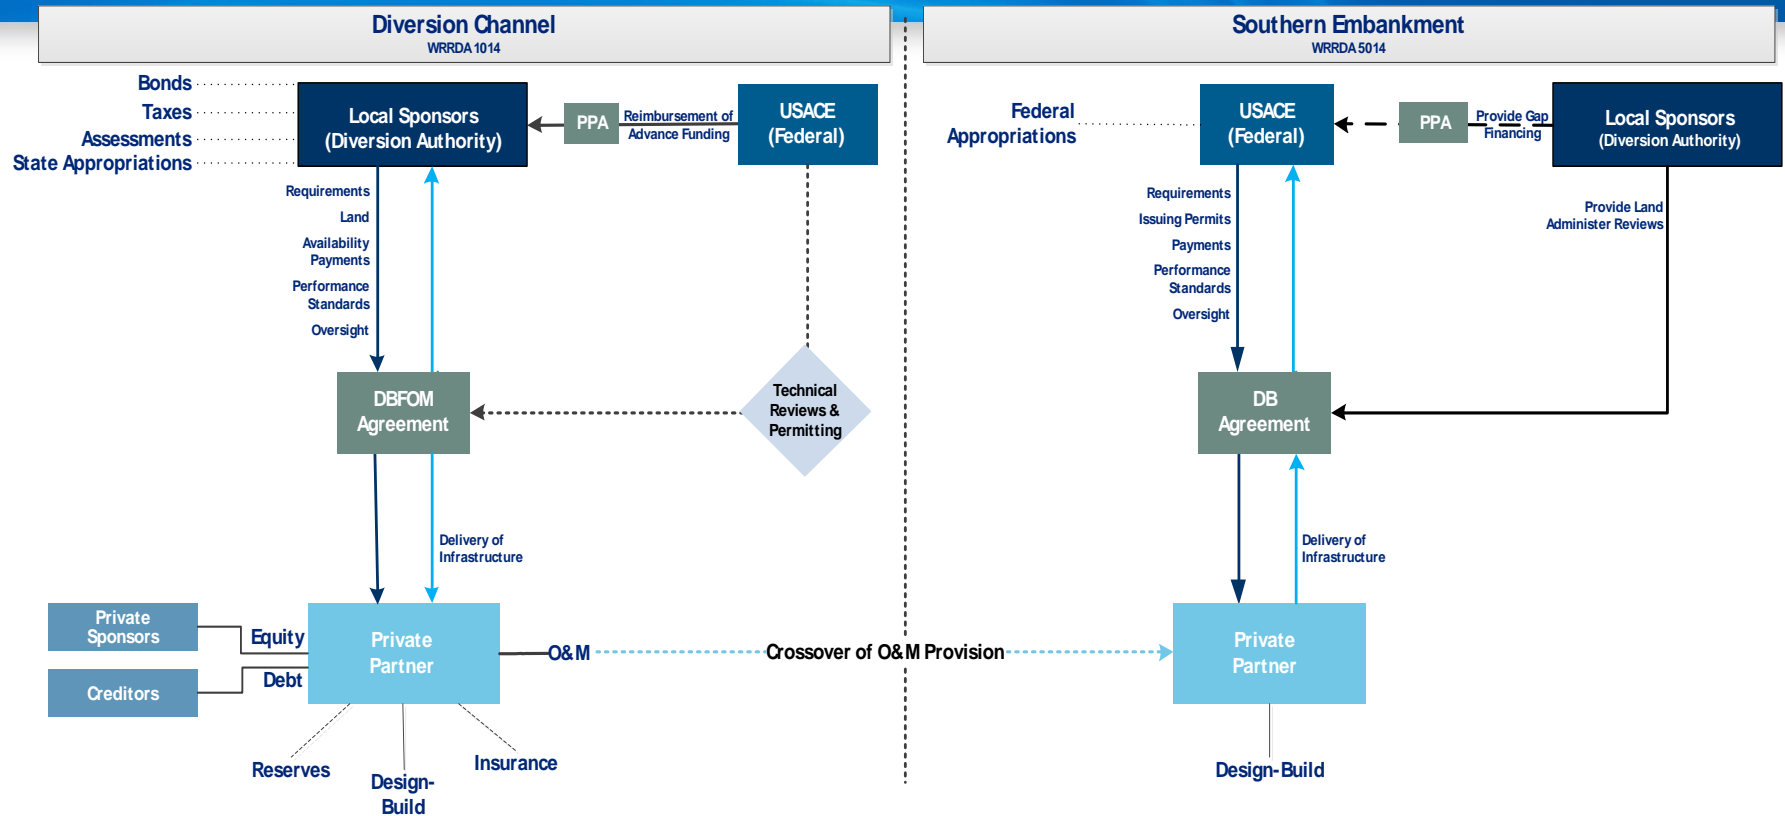 Diversion Channel
WRRDA 1014
Bonds
Taxes
Assessments
State Appropriations
Local Sponsors
(Diversion Authority)
PPA
Reimbursement of
Advance Funding
USACE
(Federal)
Requirements
Land
Availability
Payments
Performance
Standards
Oversight
DBFOM
Agreement
Technical
Reviews &
Permitting
Delivery of
Infrastructure
Private
Sponsors
Creditors
Equity
Debt
Private
Partner
O&M
Crossover of O&M Provision
Reserves
Design-
Build
Insurance
Southern Embankment
WRRDA 5014
Federal
Appropriations
USACE
(Federal)
PPA
Provide Gap
Financing
Local Sponsors
(Diversion Authority)
Requirements
Issuing Permits
Payments
Performance
Standards
Oversight
Provide Land
Administer Reviews
DB
Agreement
Delivery of
Infrastructure
Private
Partner
Design-Build